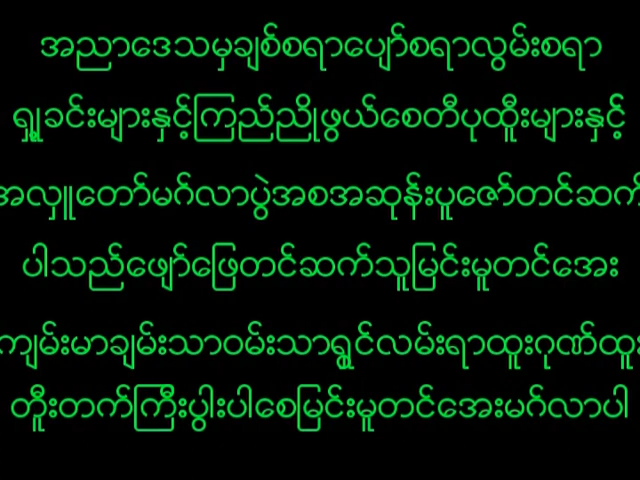 အညာဒေသမှချစ်စရာပျော်စရာလွမ်းစရာ
ရှုခင်းများနှင့်ကြည်ညိုဖွယ်စေတီပုထိူးများနှင့်
အလှူတော်မဂ်လာပွဲအစအဆုန်းပူဇော်တင်ဆက်
ပါသည်ဖျော်ဖြေတင်ဆက်သူမြင်းမူတင်အေး
ကျမ်းမာချမ်းသာဝမ်းသာရွှင်လမ်းရာထူးဂုဏ်ထူး
တိူးတက်ကြီးပွါးပါစေမြင်းမူတင်အေးမဂ်လာပါ